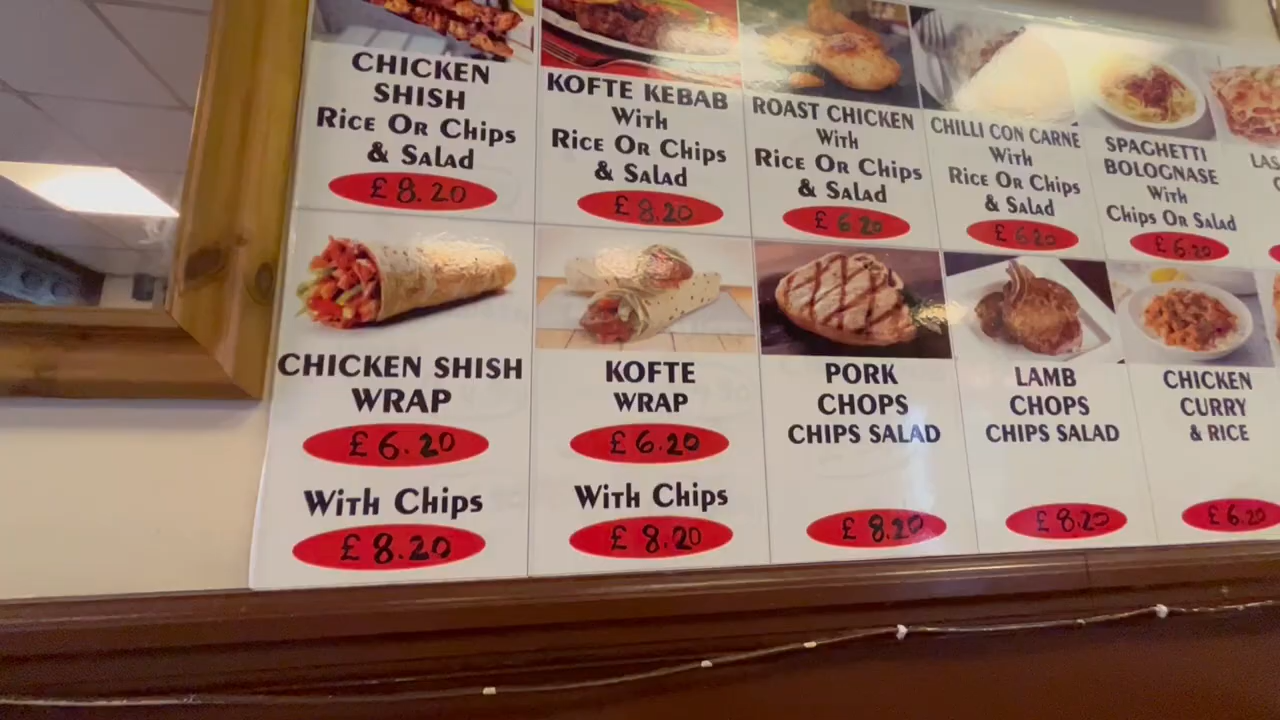 CHICKEN
SHISH
Rice Or Chips
& Salad
£8.20
KOFTE KEBAB
With
Rice Or Chips
& Salad
£8.20
ROAST CHICKEN
With
Rice Or Chips
& Salad
£6.20
CHILLI CON CARNE
With
Rice Or Chips
& Salad
£6.20
SPAGHETTI
BOLOGNASE
With
Chips Or Salad
£6.20
CHICKEN SHISH
WRAP
£6.20
With Chips
£8.20
KOFTE
WRAP
£6.20
With Chips
£8.20
PORK
CHOPS
CHIPS SALAD
£8.20
LAMB
CHOPS
CHIPS SALAD
£8.20
CHICKEN
CURRY
& RICE
£6.20